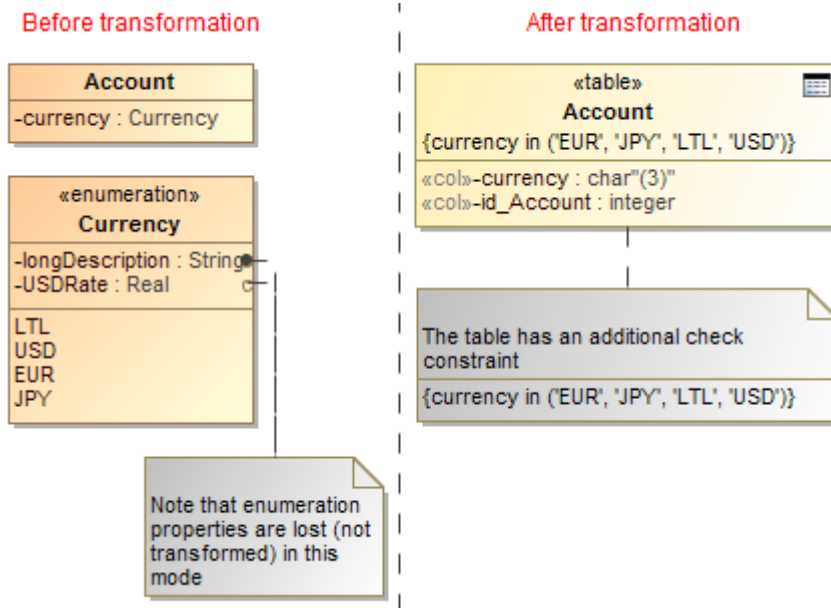 Before transformation
Account
-currency : Currency
«enumeration»
Currency
-longDescription : String
-USDRate : Real
LTL
USD
EUR
JPY
Note that enumeration
properties are lost (not
transformed) in this
mode
After transformation
«table»
Account
{currency in ('EUR', 'JPY', 'LTL', 'USD')}
«col»-currency : char"(3)"
«col»-id_Account : integer
The table has an additional check
constraint
{currency in ('EUR', 'JPY', 'LTL', 'USD')}